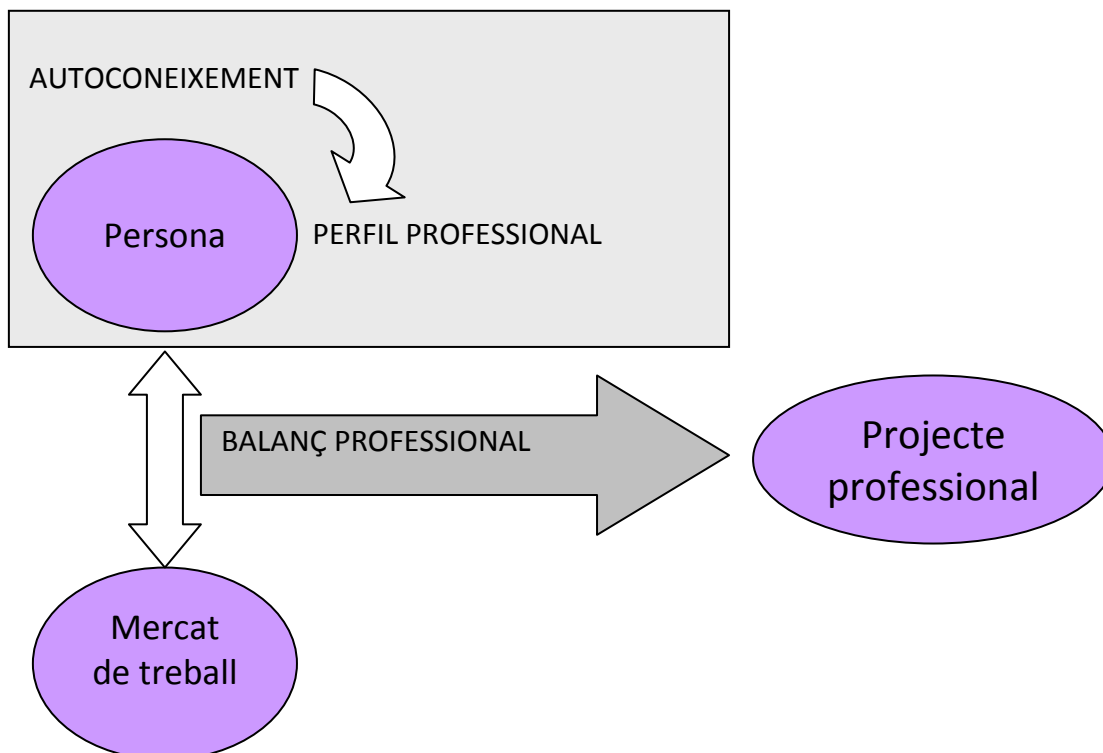 AUTOCONEIXEMENT
Persona
PERFIL PROFESSIONAL
BALANÇ PROFESSIONAL
Projecte
professional
Mercat
de treball